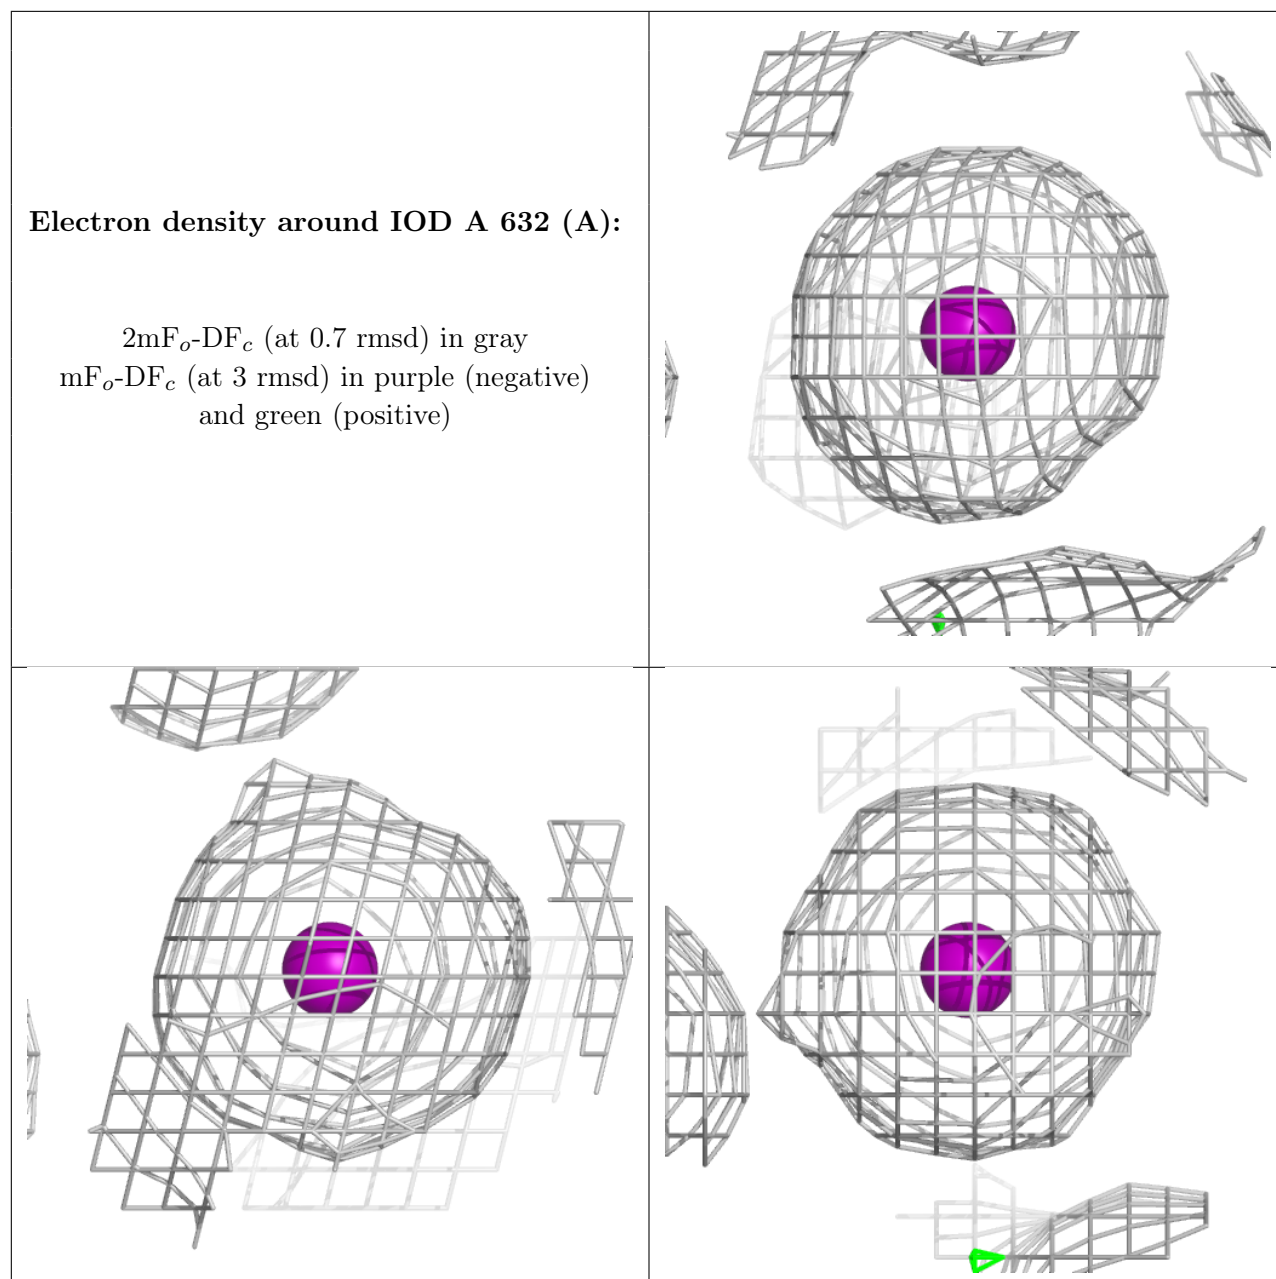 Electron density around IOD A 632 (A):
2mFₒ-DF𝒸 (at 0.7 rmsd) in gray
mFₒ-DF𝒸 (at 3 rmsd) in purple (negative)
and green (positive)